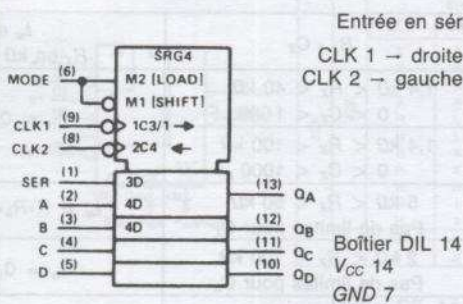 Entrée en sér
CLK 1 → droite
CLK 2 → gauche
SRG4
MODE (6) M2 [LOAD]
M1 [SHIFT]
CLK1 (9) 1C3/1 →
CLK2 (8) 2C4 ←
SER (1) 3D
A (2) 4D (13) QA
B (3) 4D (12) QB
C (4) (11) QC
D (5) (10) QD
Boîtier DIL 14
VCC 14
GND 7